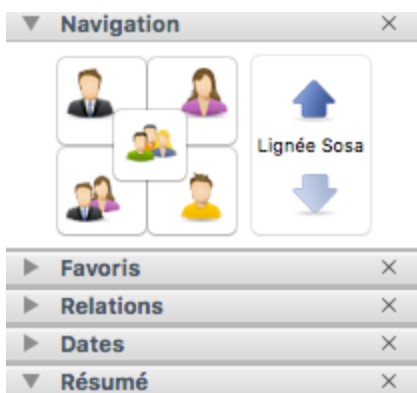 Navigation
Lignée Sosa
Favoris
Relations
Dates
Résumé